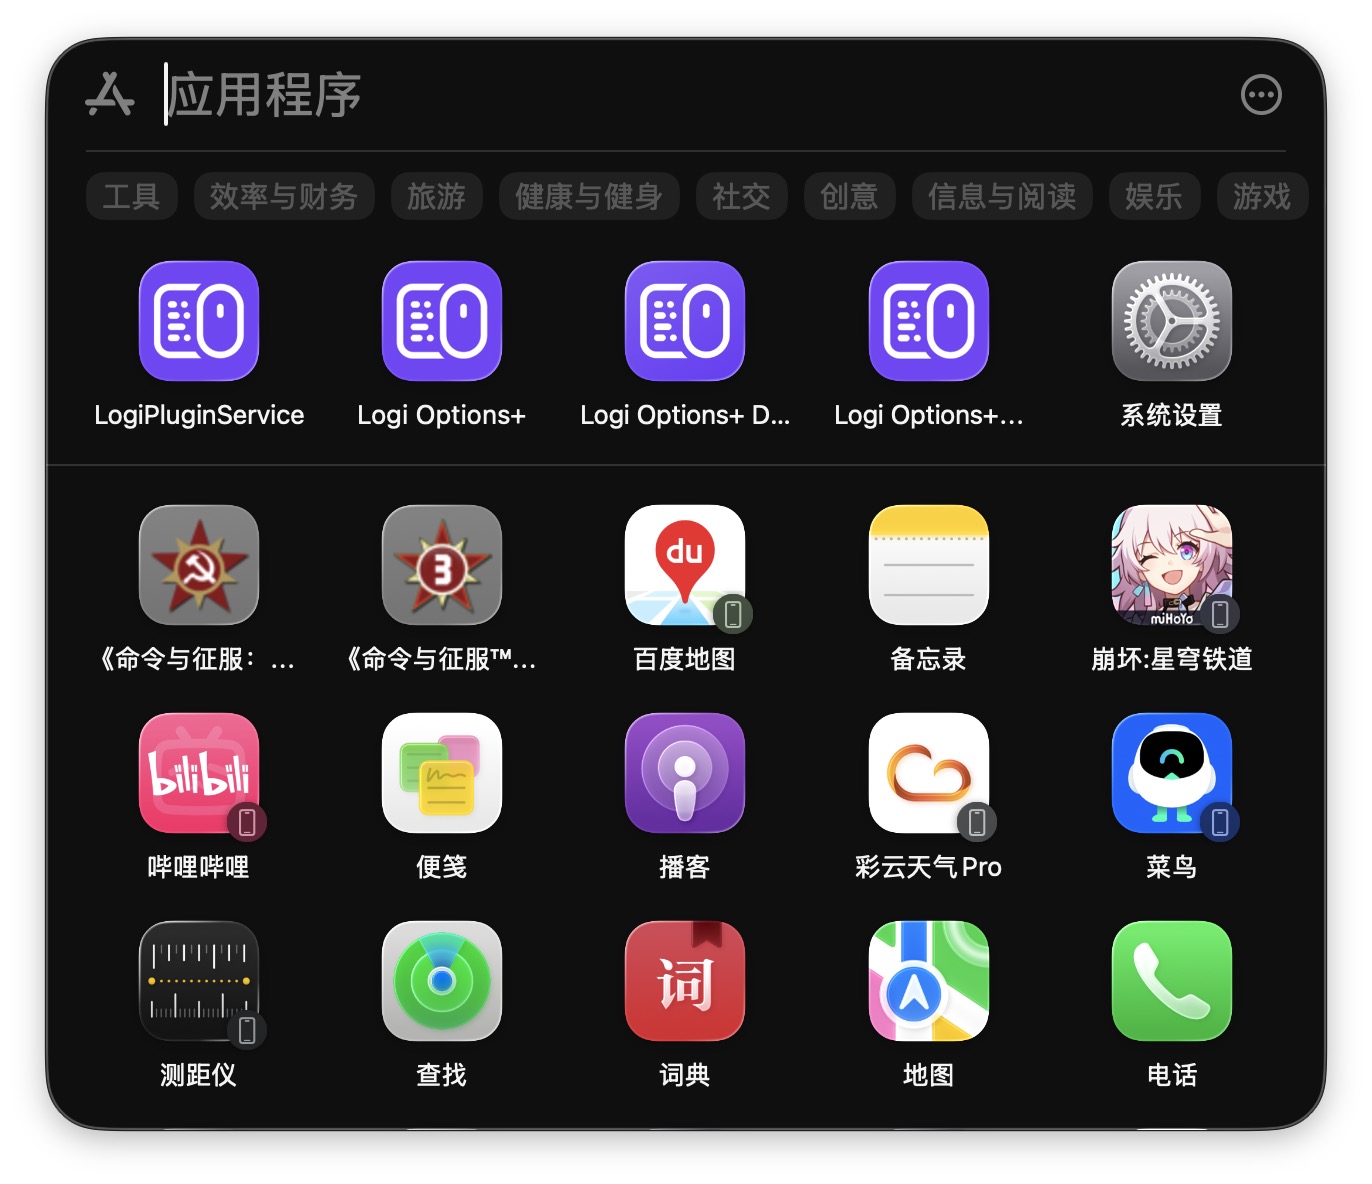 应用程序
工具 效率与财务 旅游 健康与健身 社交 创意 信息与阅读 娱乐 游戏
LogiPluginService Logi Options+ Logi Options+ D... Logi Options+... 系统设置
3 du miHoYo
《命令与征服：... 《命令与征服™... 百度地图 备忘录 崩坏:星穹铁道
bilibili
哔哩哔哩 便笺 播客 彩云天气 Pro 菜鸟
词
测距仪 查找 词典 地图 电话